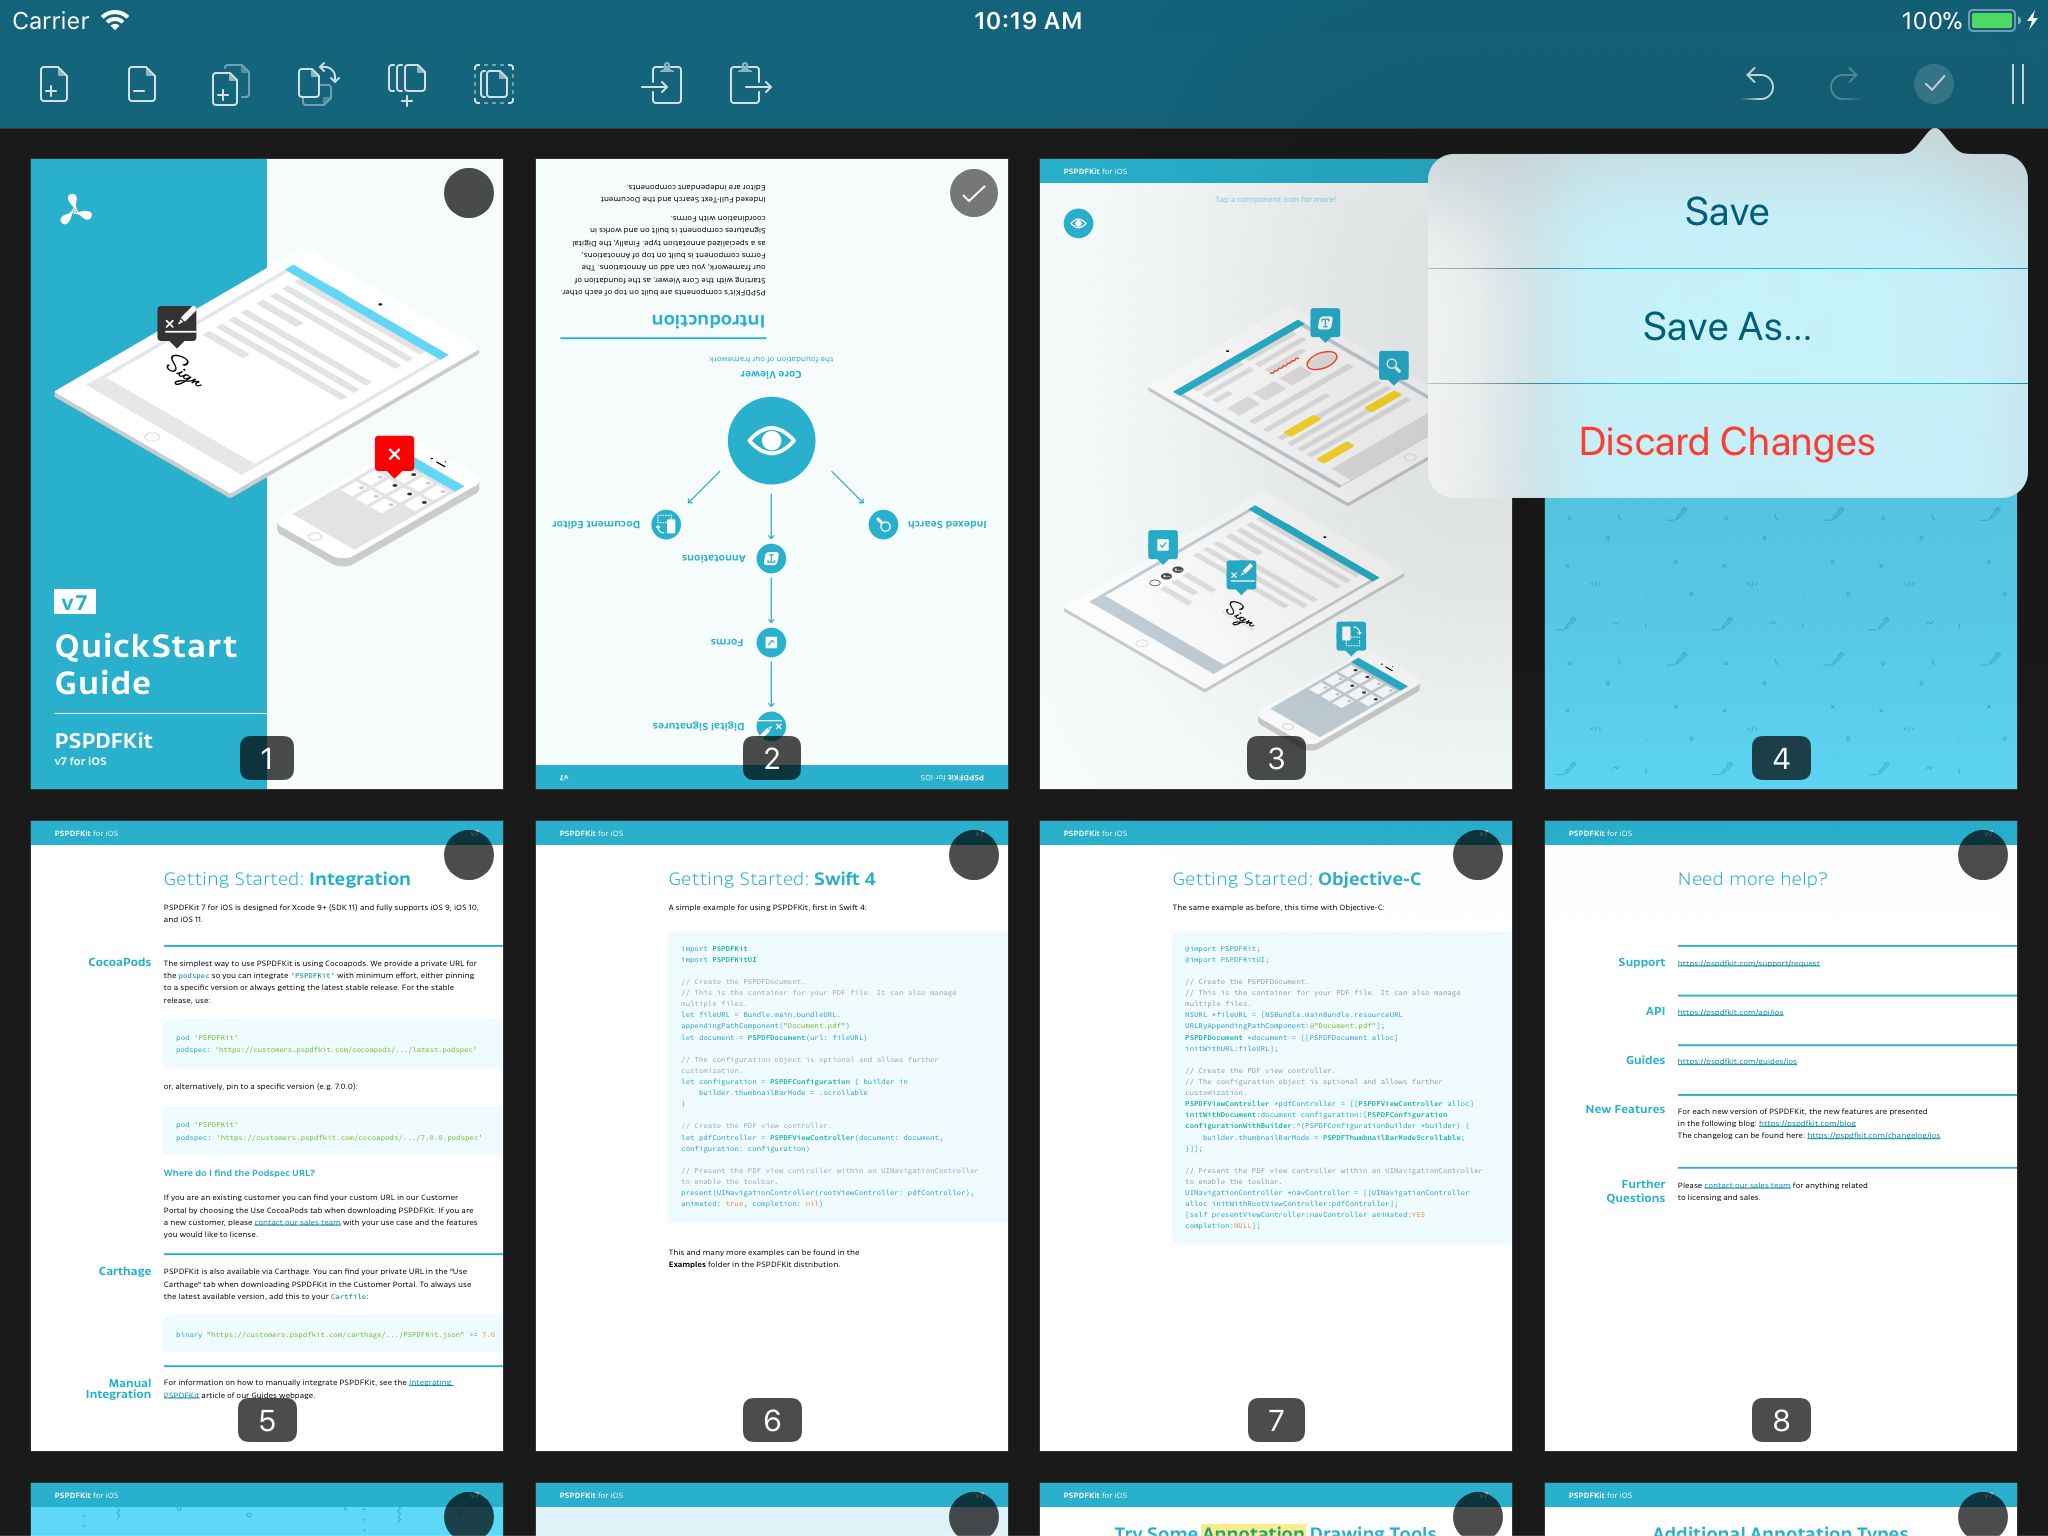 Carrier
10:19 AM
100%
Save
Save As...
Discard Changes
Sign
v7
QuickStart
Guide
PSPDFKit
v7 for iOS
1
PSPDFKit for iOS
v7
Digital Signatures
Forms
Annotations
Document Editor
Indexed Search
Core Viewer
the foundation of our framework
Introduction
PSPDFKit's components are built on top of each other.
Starting with the Core Viewer, as the foundation of
our framework, you can add on Annotations. The
Forms component is built on top of Annotations,
as a specialized annotation type. Finally, the Digital
Signatures component is built on and works in
coordination with Forms.
Indexed Full-Text Search and the Document
Editor are independant components.
2
PSPDFKit for iOS
Tap a component icon for more!
Sign
3
4
PSPDFKit for iOS
v7
Getting Started: Integration
PSPDFKit 7 for iOS is designed for Xcode 9+ (SDK 11) and fully supports iOS 9, iOS 10,
and iOS 11.
CocoaPods
The simplest way to use PSPDFKit is using Cocoapods. We provide a private URL for
the podspec so you can integrate 'PSPDFKit' with minimum effort, either pinning
to a specific version or always getting the latest stable release. For the stable
release, use:
pod 'PSPDFKit'
podspec: 'https://customers.pspdfkit.com/cocoapods/.../latest.podspec'
or, alternatively, pin to a specific version (e.g. 7.0.0):
pod 'PSPDFKit'
podspec: 'https://customers.pspdfkit.com/cocoapods/.../7.0.0.podspec'
Where do I find the Podspec URL?
If you are an existing customer you can find your custom URL in our Customer
Portal by choosing the Use CocoaPods tab when downloading PSPDFKit. If you are
a new customer, please contact our sales team with your use case and the features
you would like to license.
Carthage
PSPDFKit is also available via Carthage. You can find your private URL in the "Use
Carthage" tab when downloading PSPDFKit in the Customer Portal. To always use
the latest available version, add this to your Cartfile:
binary "https://customers.pspdfkit.com/carthage/.../PSPDFKit.json" >= 7.0
Manual
Integration
For information on how to manually integrate PSPDFKit, see the Integrating
PSPDFKit article of our Guides webpage.
5
PSPDFKit for iOS
v7
Getting Started: Swift 4
A simple example for using PSPDFKit, first in Swift 4:
import PSPDFKit
import PSPDFKitUI
// Create the PSPDFDocument.
// This is the container for your PDF file. It can also manage
multiple files.
let fileURL = Bundle.main.bundleURL.
appendingPathComponent("Document.pdf")
let document = PSPDFDocument(url: fileURL)
// The configuration object is optional and allows further
customization.
let configuration = PSPDFConfiguration { builder in
builder.thumbnailBarMode = .scrollable
}
// Create the PDF view controller.
let pdfController = PSPDFViewController(document: document,
configuration: configuration)
// Present the PDF view controller within an UINavigationController
to enable the toolbar.
present(UINavigationController(rootViewController: pdfController),
animated: true, completion: nil)
This and many more examples can be found in the
Examples folder in the PSPDFKit distribution.
6
PSPDFKit for iOS
v7
Getting Started: Objective-C
The same example as before, this time with Objective-C:
@import PSPDFKit;
@import PSPDFKitUI;
// Create the PSPDFDocument.
// This is the container for your PDF file. It can also manage
multiple files.
NSURL *fileURL = [NSBundle.mainBundle.resourceURL
URLByAppendingPathComponent:@"Document.pdf"];
PSPDFDocument *document = [[PSPDFDocument alloc]
initWithURL:fileURL];
// Create the PDF view controller.
// The configuration object is optional and allows further
customization.
PSPDFViewController *pdfController = [[PSPDFViewController alloc]
initWithDocument:document configuration:[PSPDFConfiguration
configurationWithBuilder:^(PSPDFConfigurationBuilder *builder) {
builder.thumbnailBarMode = PSPDFThumbnailBarModeScrollable;
}]];
// Present the PDF view controller within an UINavigationController
to enable the toolbar.
UINavigationController *navController = [[UINavigationController
alloc initWithRootViewController:pdfController];
[self presentViewController:navController animated:YES
completion:NULL];
7
PSPDFKit for iOS
v7
Need more help?
Support
https://pspdfkit.com/support/request
API
https://pspdfkit.com/api/ios
Guides
https://pspdfkit.com/guides/ios
New Features
For each new version of PSPDFKit, the new features are presented
in the following blog: https://pspdfkit.com/blog
The changelog can be found here: https://pspdfkit.com/changelog/ios
Further
Questions
Please contact our sales team for anything related
to licensing and sales.
8
PSPDFKit for iOS
v7
PSPDFKit for iOS
v7
PSPDFKit for iOS
v7
Try Some Annotation Drawing Tools
PSPDFKit for iOS
v7
Additional Annotation Types